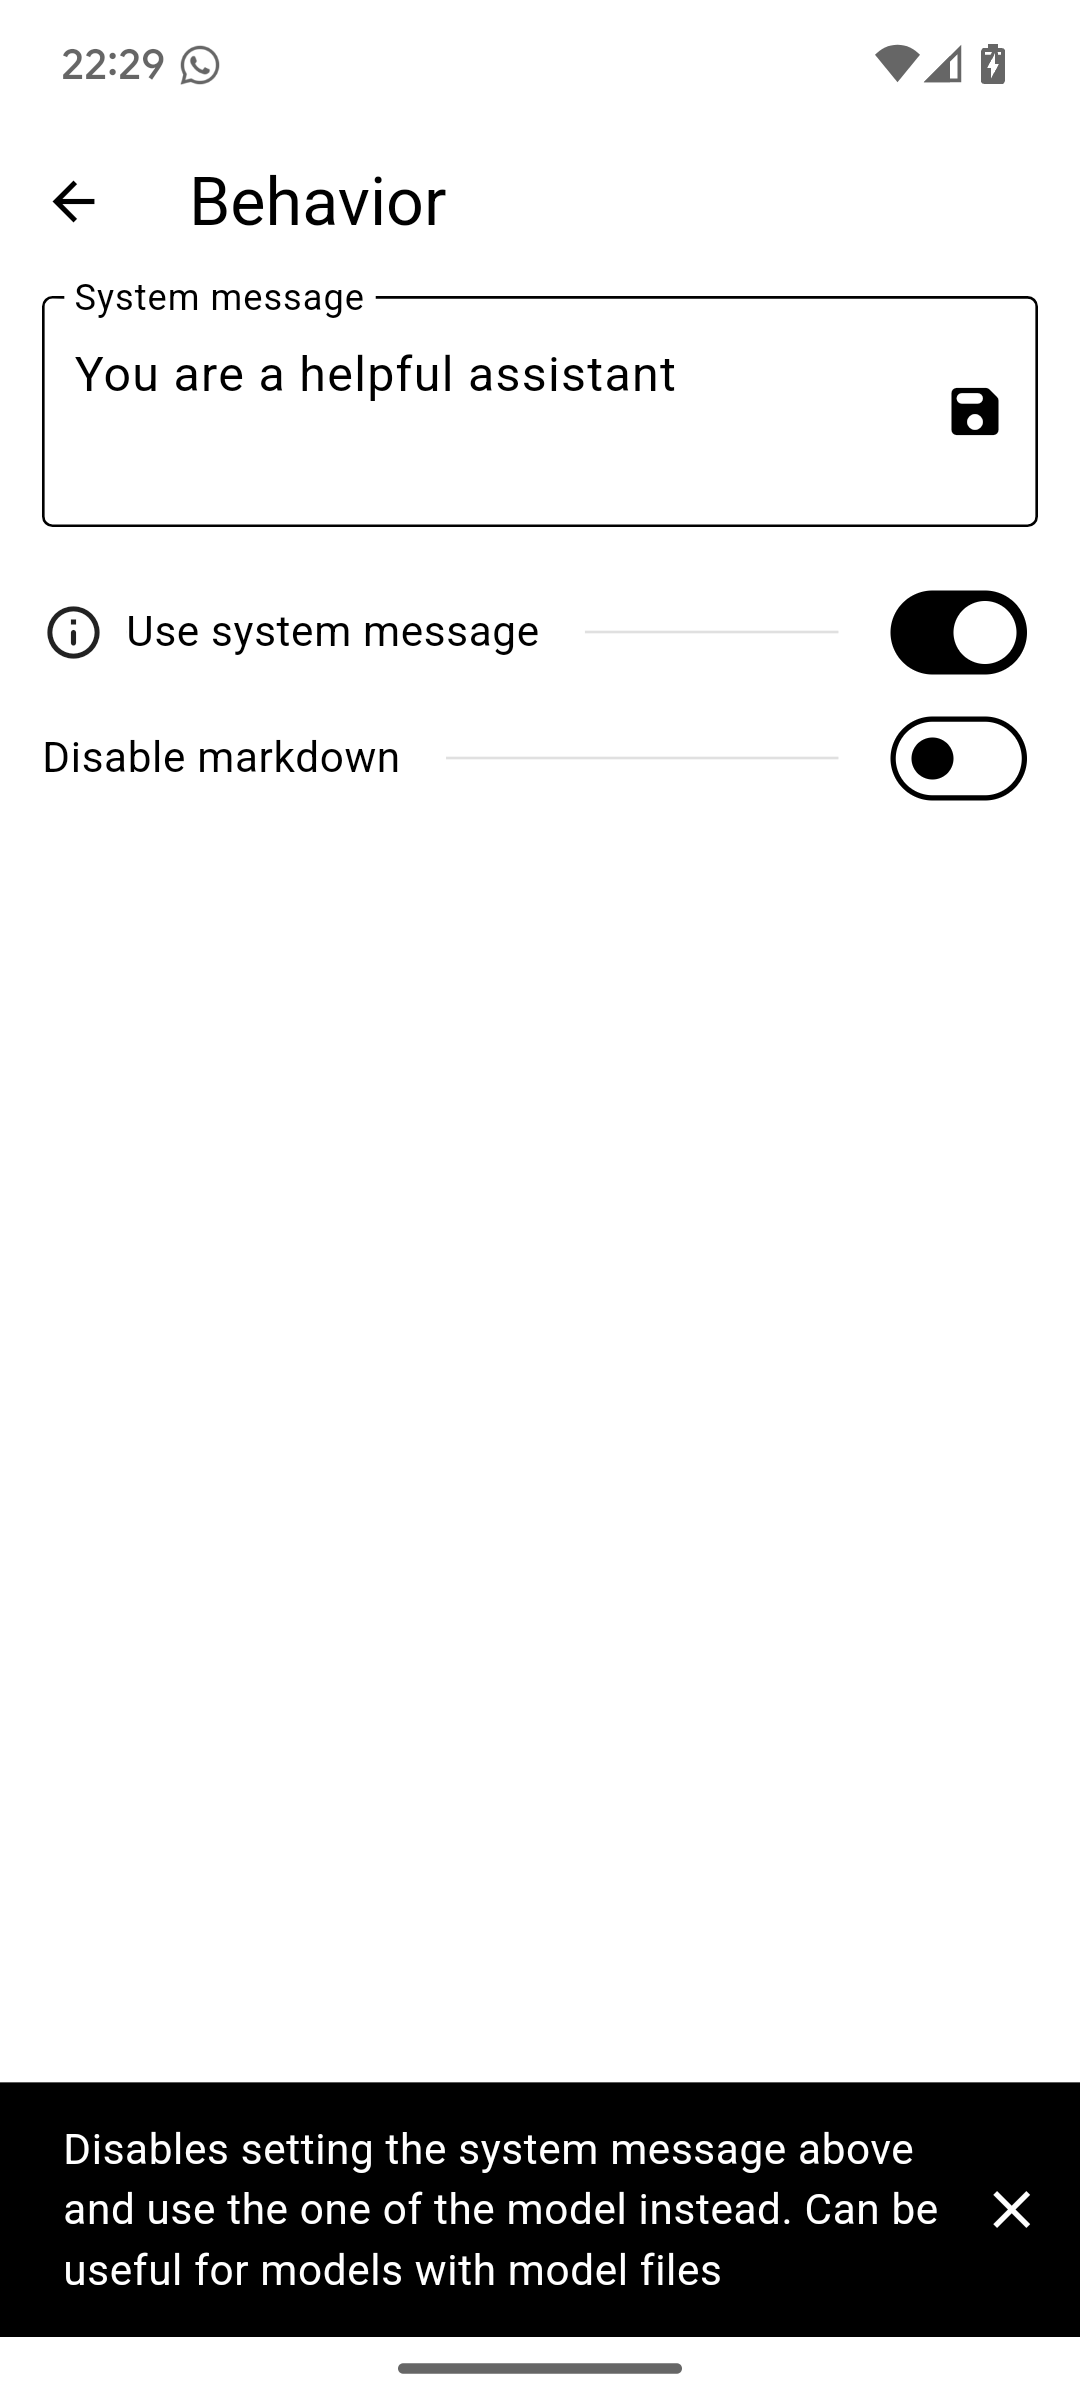 22:29
Behavior
System message
You are a helpful assistant
Use system message
Disable markdown
Disables setting the system message above
and use the one of the model instead. Can be
useful for models with model files